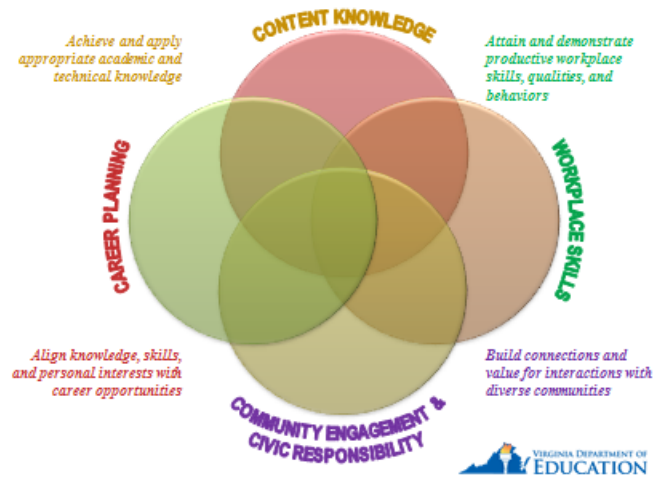 CONTENT KNOWLEDGE
Achieve and apply
appropriate academic and
technical knowledge
Attain and demonstrate
productive workplace
skills, qualities, and
behaviors
CAREER PLANNING
WORKPLACE SKILLS
Align knowledge, skills,
and personal interests with
career opportunities
Build connections and
value for interactions with
diverse communities
COMMUNITY ENGAGEMENT &
CIVIC RESPONSIBILITY
VIRGINIA DEPARTMENT OF
EDUCATION